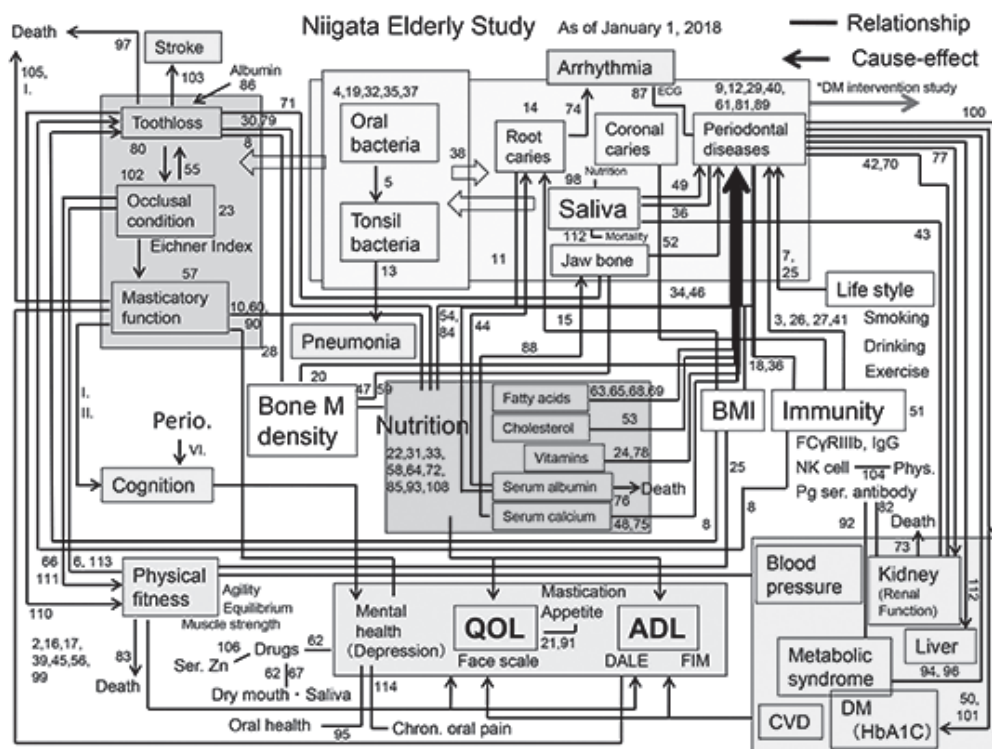 Niigata Elderly Study
As of January 1, 2018
Relationship
Cause-effect
*DM intervention study
Death
97
Stroke
103
Albumin
86
105,
I.
Toothloss
71
30,79
8
80
55
102
Occlusal
condition
23
Eichner Index
57
Masticatory
function
10,60,
90
28
4,19,32,35,37
Oral
bacteria
5
Tonsil
bacteria
13
Pneumonia
38
Arrhythmia
87
ECG
74
14
Root
caries
Coronal
caries
9,12,29,40,
61,81,89
Periodontal
diseases
100
77
42,70
43
Nutrition
98
Saliva
49
36
112
Mortality
52
Jaw bone
11
7,
25
34,46
Life style
Smoking
Drinking
Exercise
3, 26, 27,41
54,
84
44
15
88
18,36
20
47
59
Bone M
density
Nutrition
22,31,33,
58,64,72,
85,93,108
Fatty acids
63,65,68,69
Cholesterol
53
Vitamins
24,78
Serum albumin
Death
76
Serum calcium
48,75
BMI
Immunity
51
FCγRIIIb, IgG
NK cell
104
Phys.
Pg ser. antibody
25
8
8
92
82
Death
73
I.
II.
Perio.
VI.
Cognition
66
111
6, 113
110
Physical
fitness
Agility
Equilibrium
Muscle strength
2,16,17,
39,45,56,
99
83
Death
106
Ser. Zn
Drugs
62
62
67
Dry mouth・Saliva
Mental
health
(Depression)
114
Oral health
95
Chron. oral pain
QOL
Face scale
Mastication
Appetite
21,91
ADL
DALE
FIM
Blood
pressure
Kidney
(Renal
Function)
112
Liver
Metabolic
syndrome
94, 96
50,
101
CVD
DM
(HbA1C)